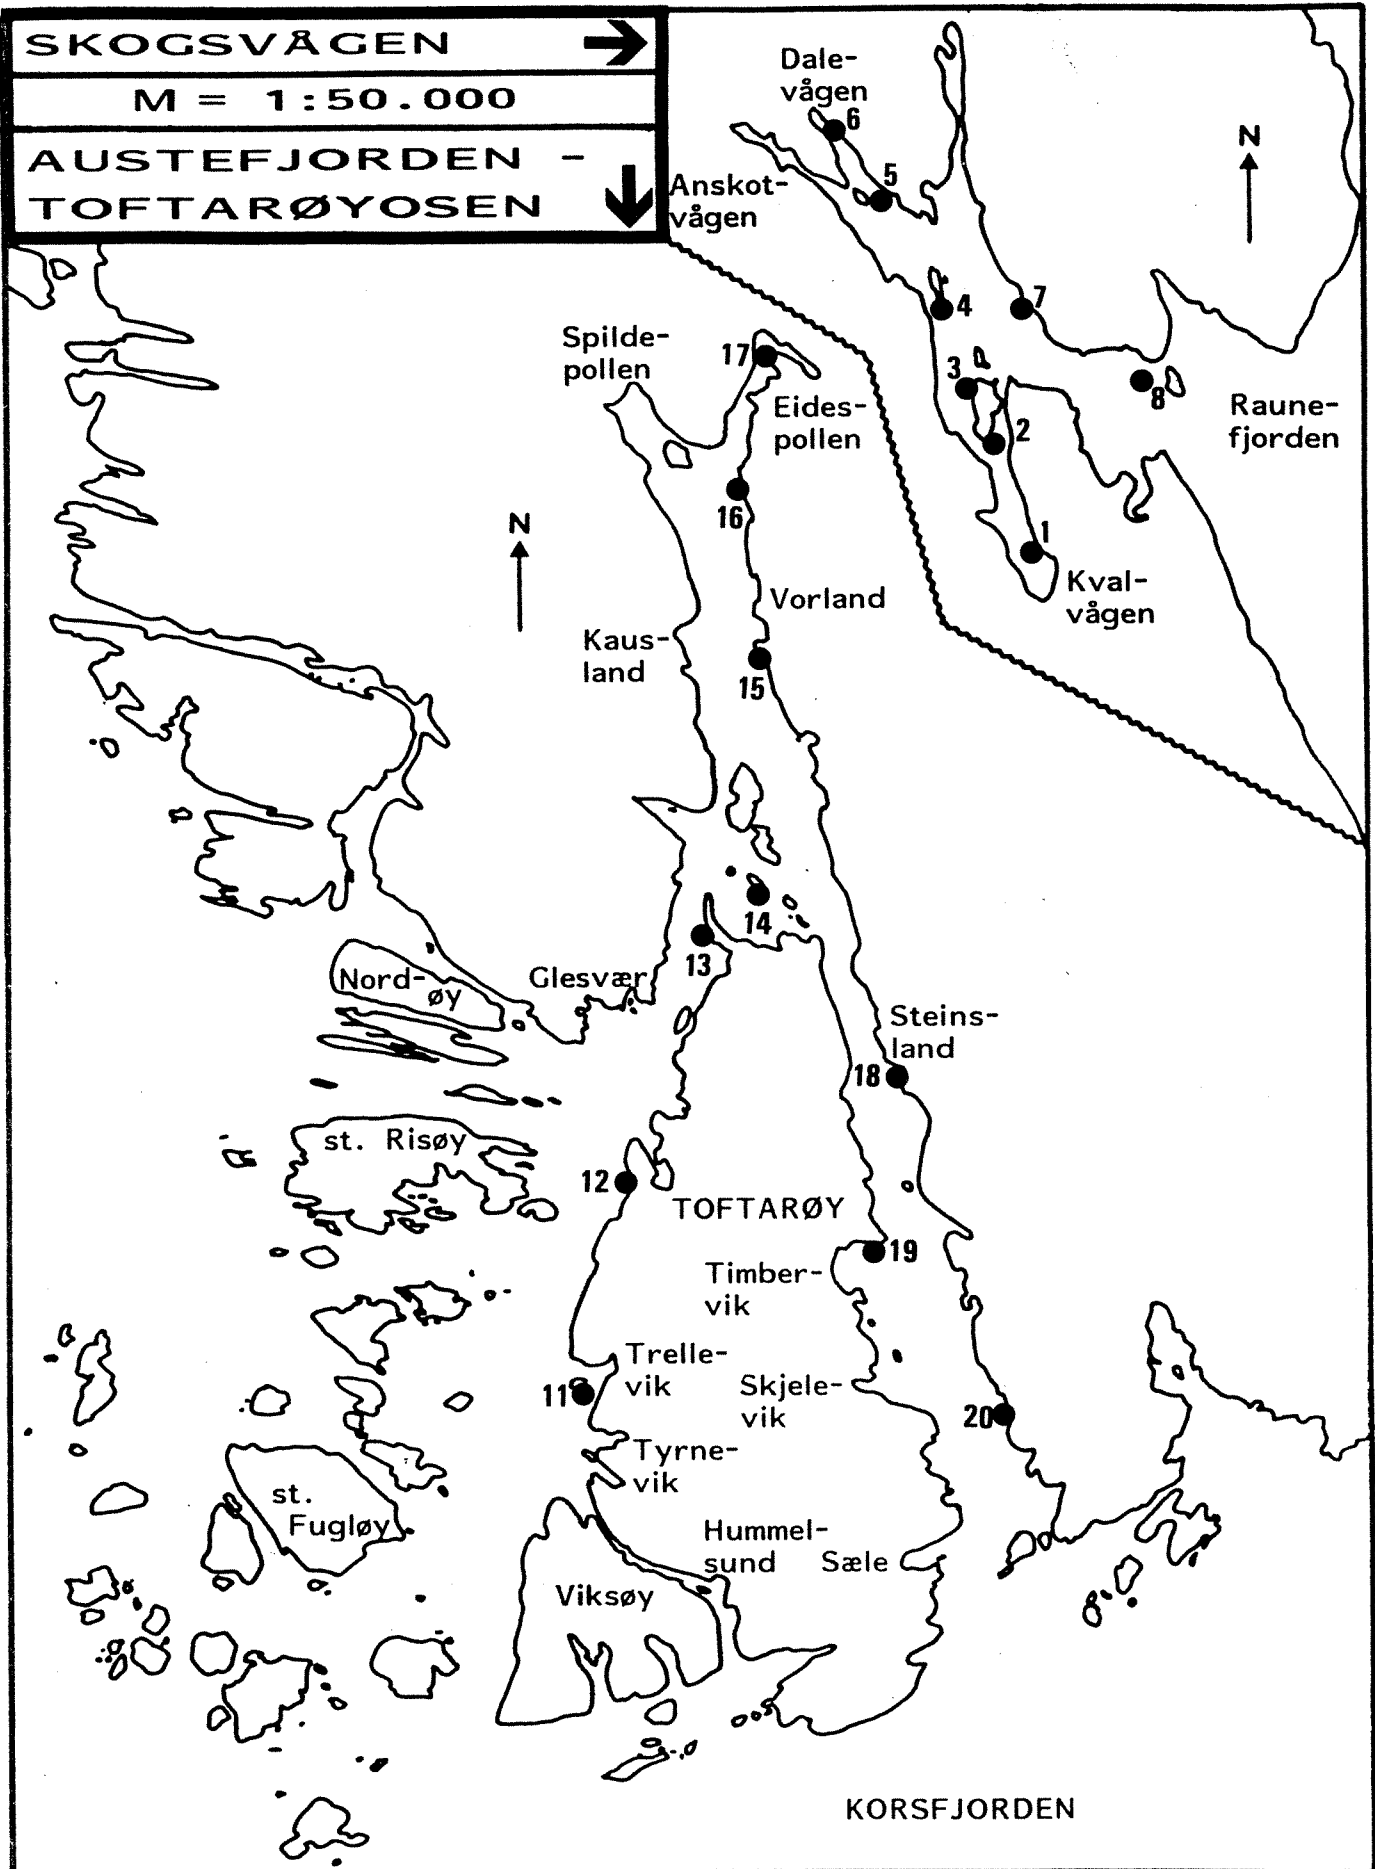 SKOGSVÅGEN
M = 1:50.000
AUSTEFJORDEN -
TOFTARØYOSEN
Dale-
vågen
6
5
Anskot-
vågen
N
4
7
3
8
2
Raune-
fjorden
1
Kval-
vågen
Spilde-
pollen
17
Eides-
pollen
16
N
Vorland
Kaus-
land
15
14
13
Nord-
øy
Glesvær
Steins-
land
18
st. Risøy
12
TOFTARØY
19
Timber-
vik
Trelle-
vik
11
Skjele-
vik
20
Tyrne-
vik
st.
Fugløy
Hummel-
sund
Sæle
Viksøy
KORSFJORDEN